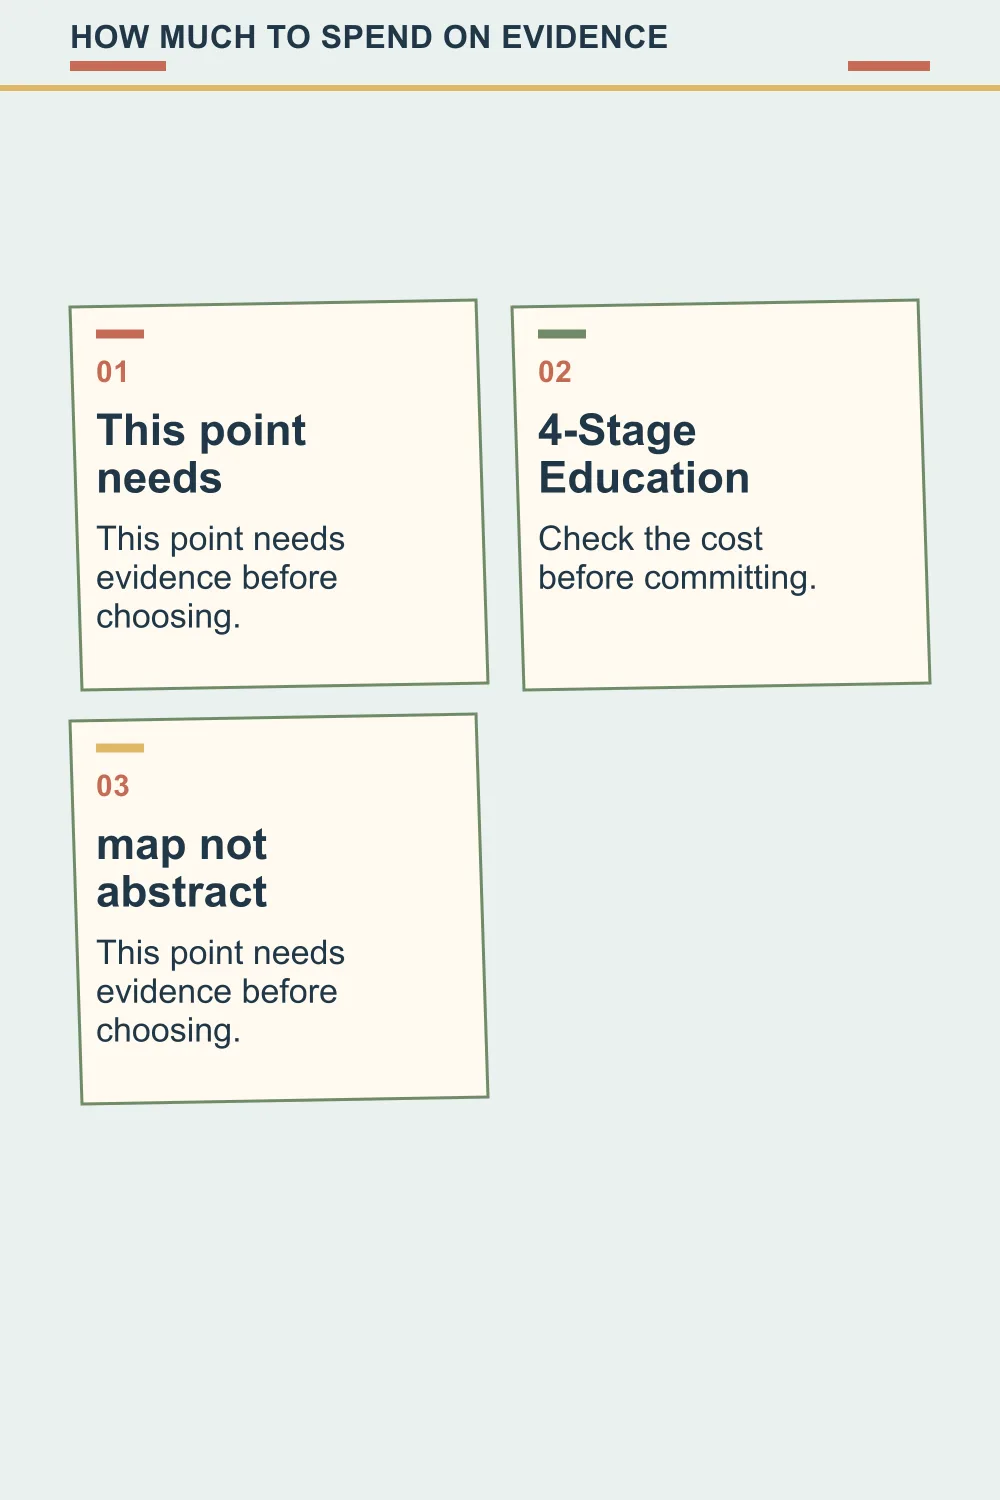 HOW MUCH TO SPEND ON EVIDENCE
01
This point
needs
This point needs
evidence before
choosing.
02
4-Stage
Education
Check the cost
before committing.
03
map not
abstract
This point needs
evidence before
choosing.